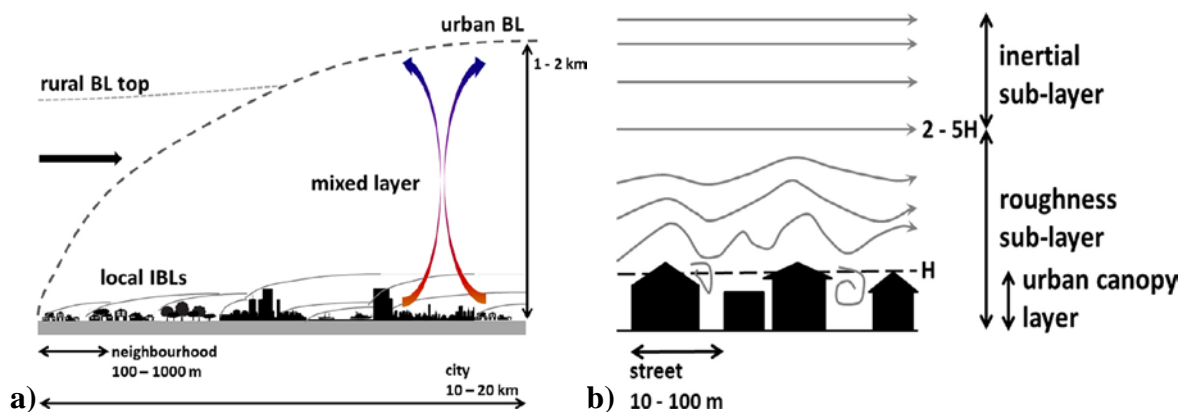 urban BL
1 - 2 km
rural BL top
mixed layer
local IBLs
neighbourhood
100 – 1000 m
city
10 – 20 km
a)
inertial
sub-layer
2 - 5H
roughness
sub-layer
H
urban canopy
layer
street
10 - 100 m
b)